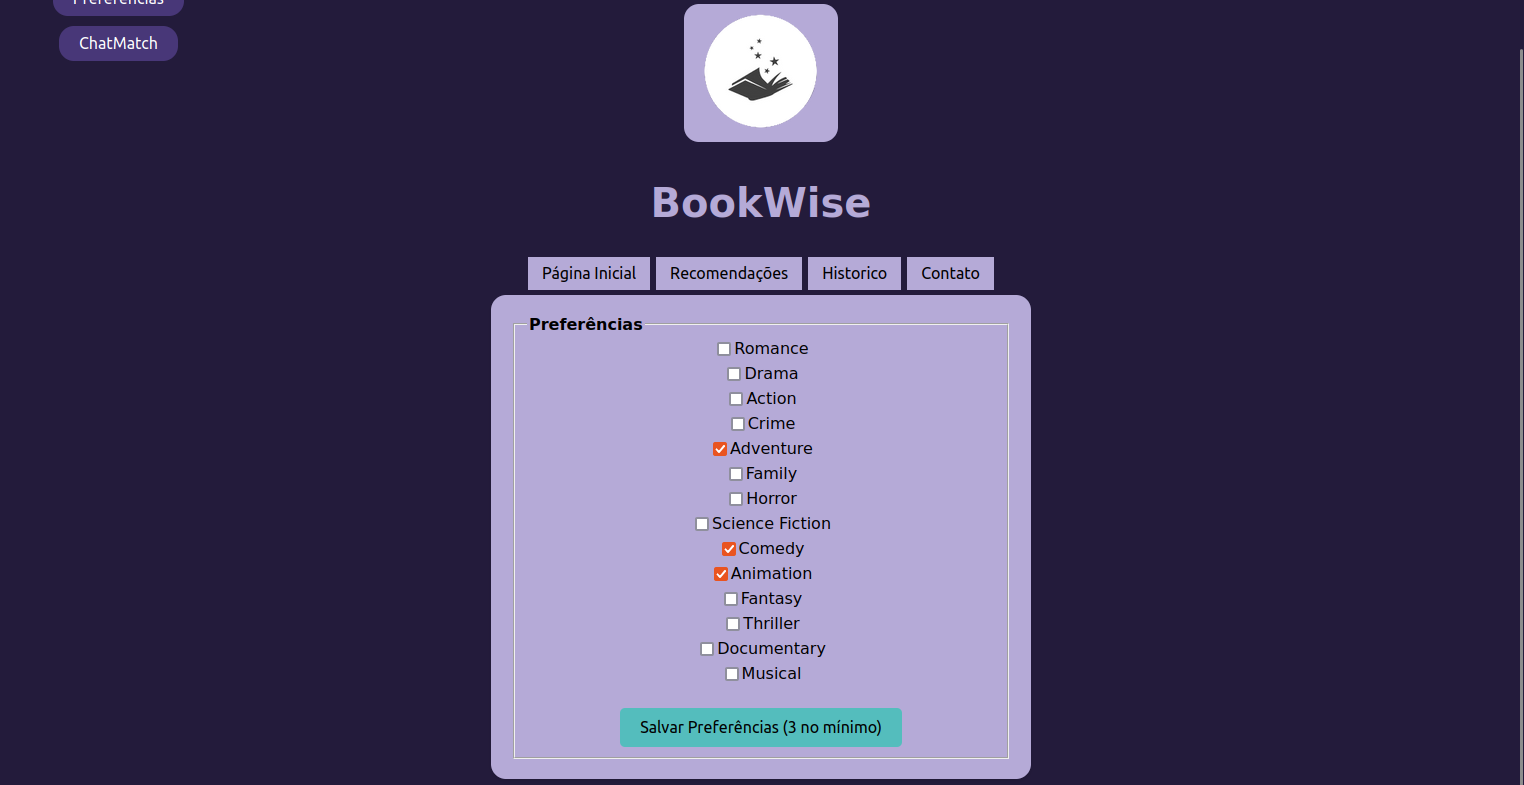 Preferências
ChatMatch
BookWise
Página Inicial Recomendações Historico Contato
Preferências
Romance
Drama
Action
Crime
Adventure
Family
Horror
Science Fiction
Comedy
Animation
Fantasy
Thriller
Documentary
Musical
Salvar Preferências (3 no mínimo)